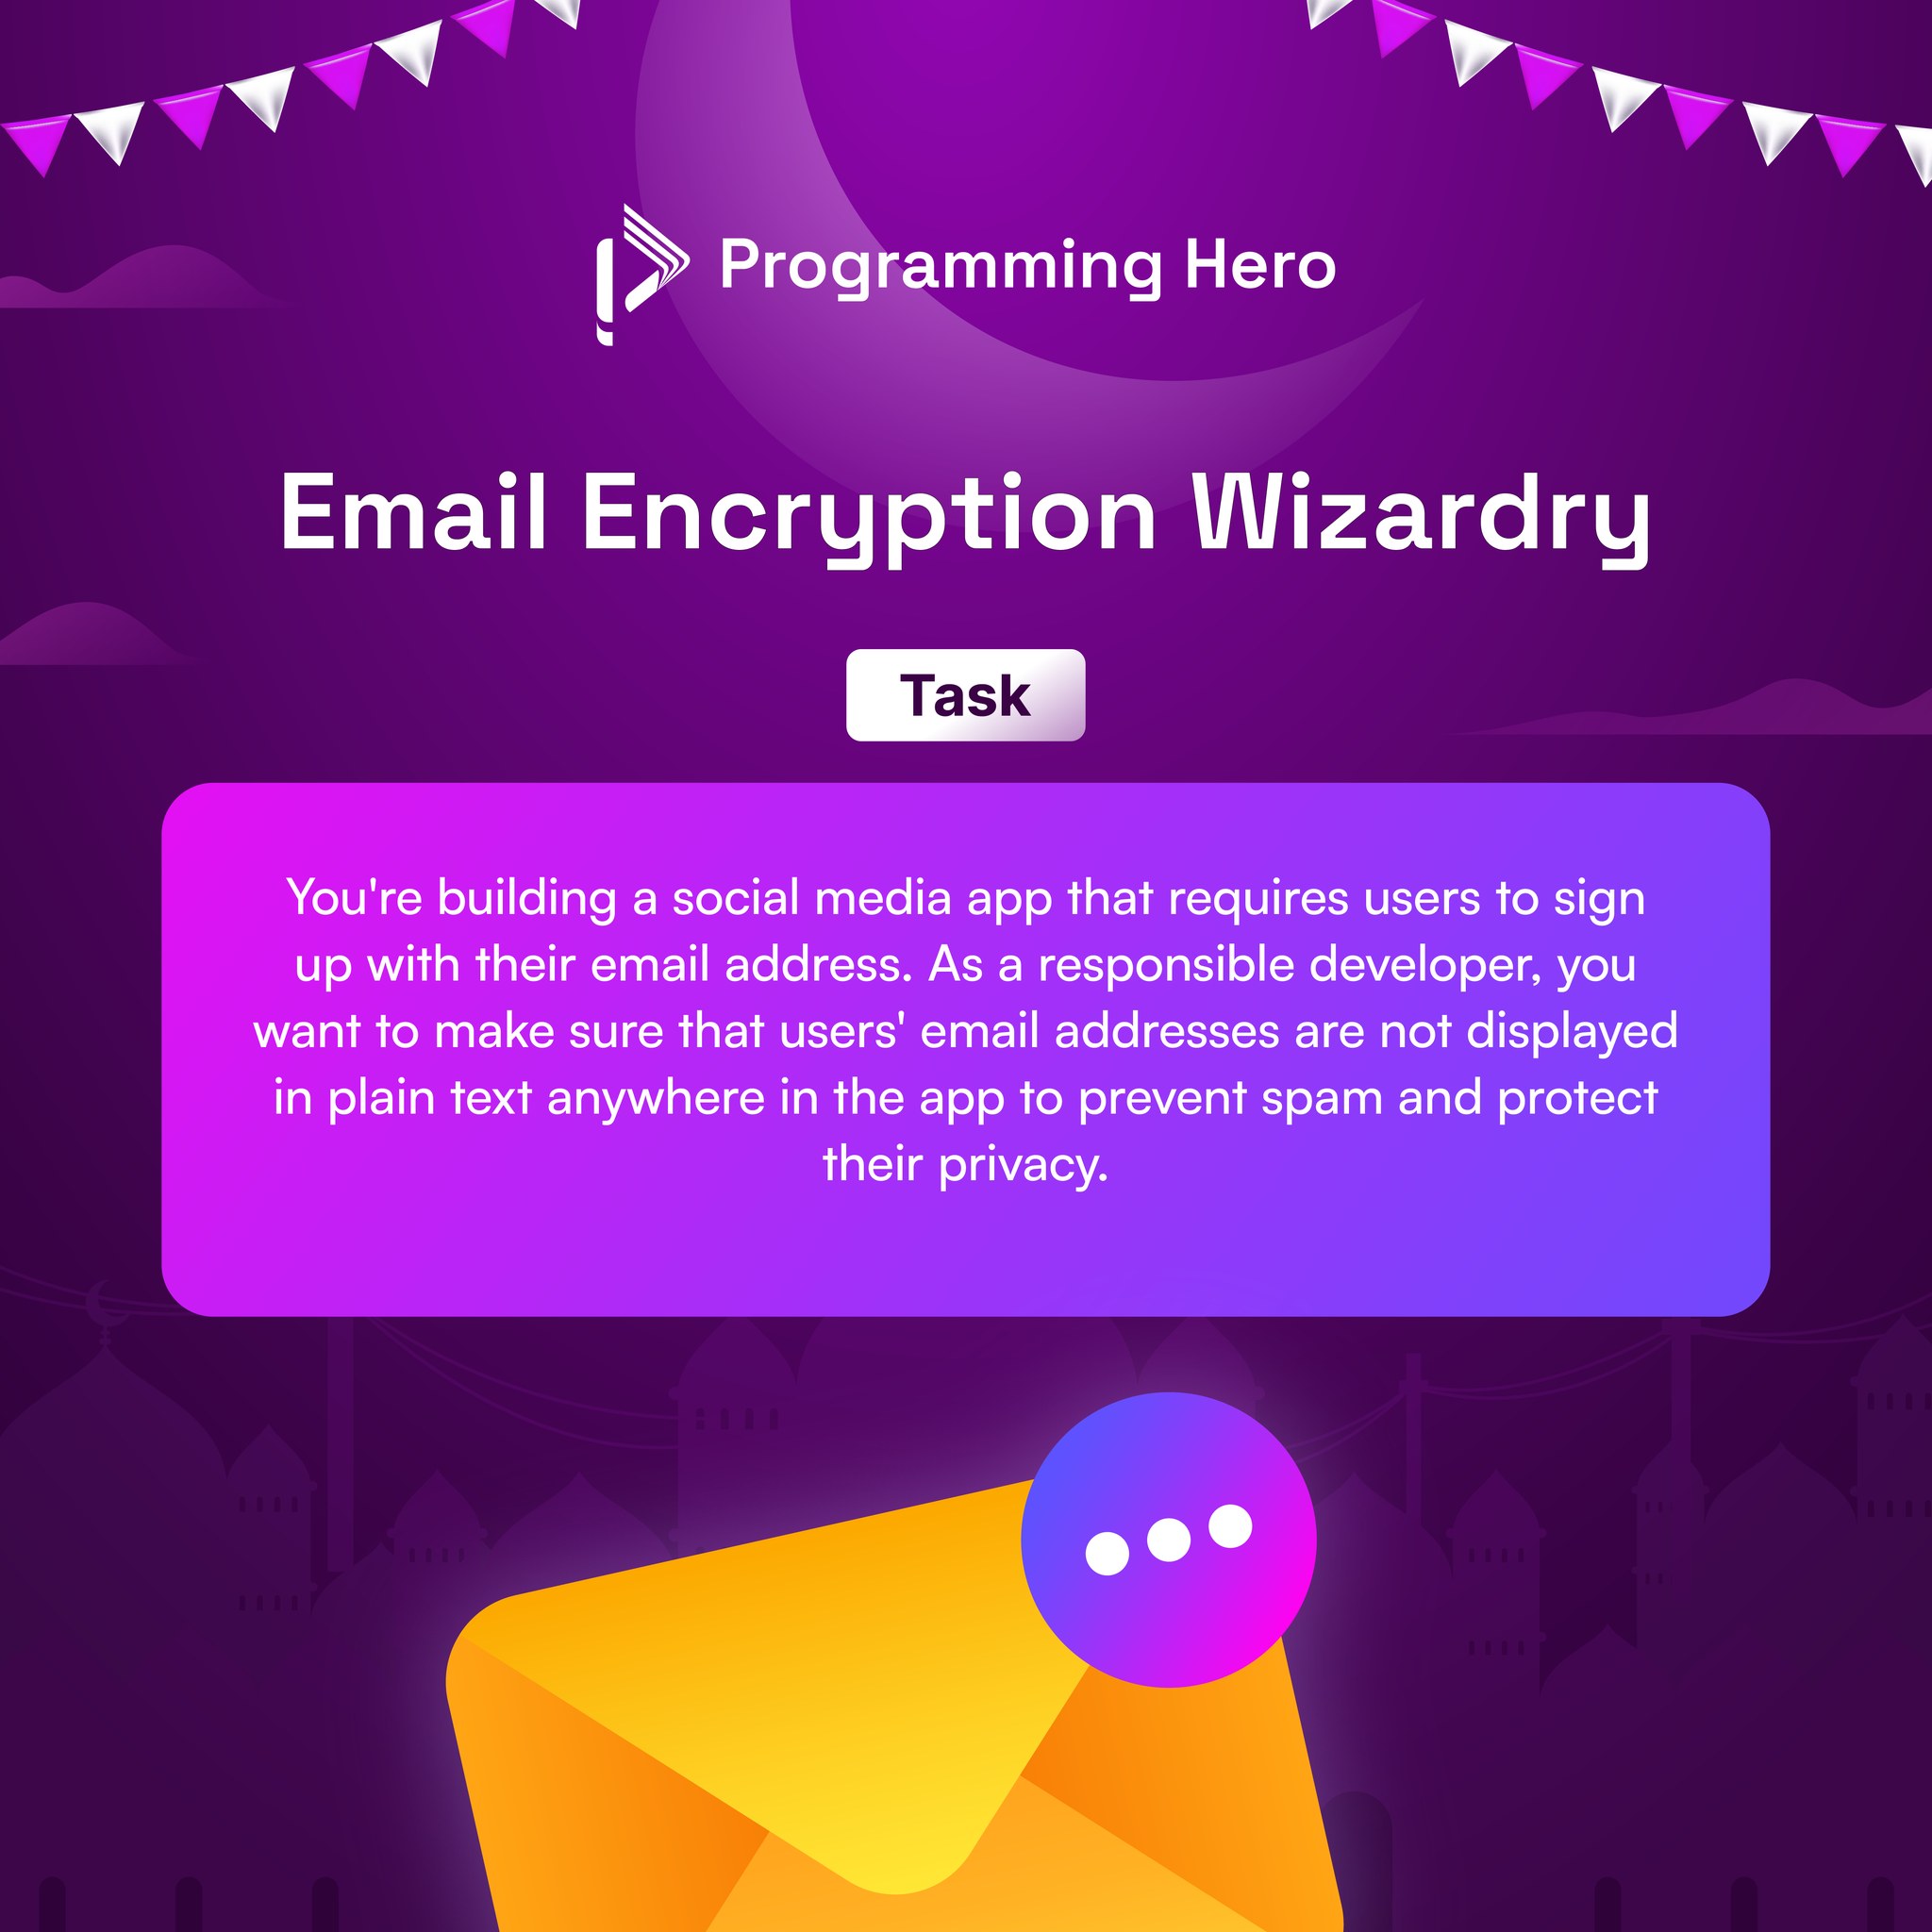 Programming Hero
Email Encryption Wizardry
Task
You're building a social media app that requires users to sign
up with their email address. As a responsible developer, you
want to make sure that users' email addresses are not displayed
in plain text anywhere in the app to prevent spam and protect
their privacy.